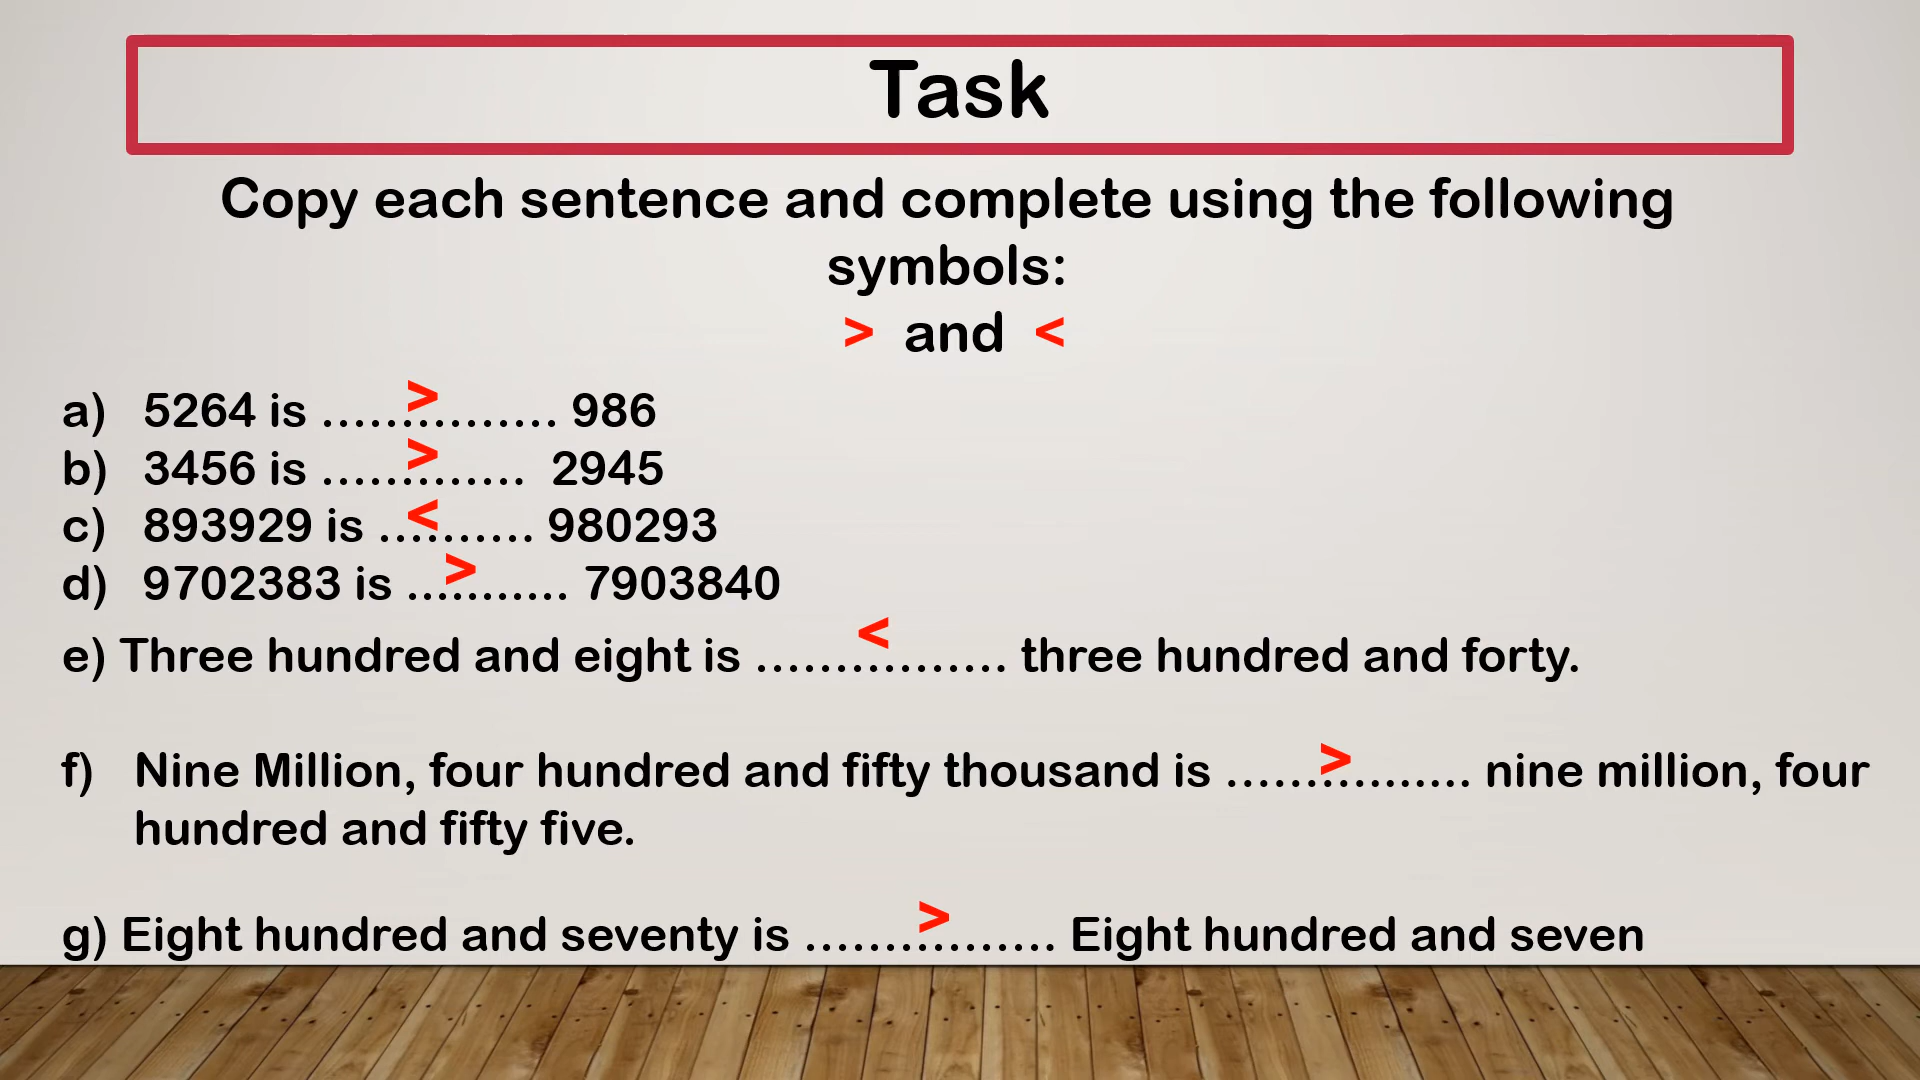 Task
Copy each sentence and complete using the following
symbols:
> and <
a) 5264 is ......>......... 986
b) 3456 is ......>....... 2945
c) 893929 is ..<........ 980293
d) 9702383 is ...>........ 7903840
e) Three hundred and eight is .......<......... three hundred and forty.
f) Nine Million, four hundred and fifty thousand is ......>.......... nine million, four
hundred and fifty five.
g) Eight hundred and seventy is ........>........ Eight hundred and seven